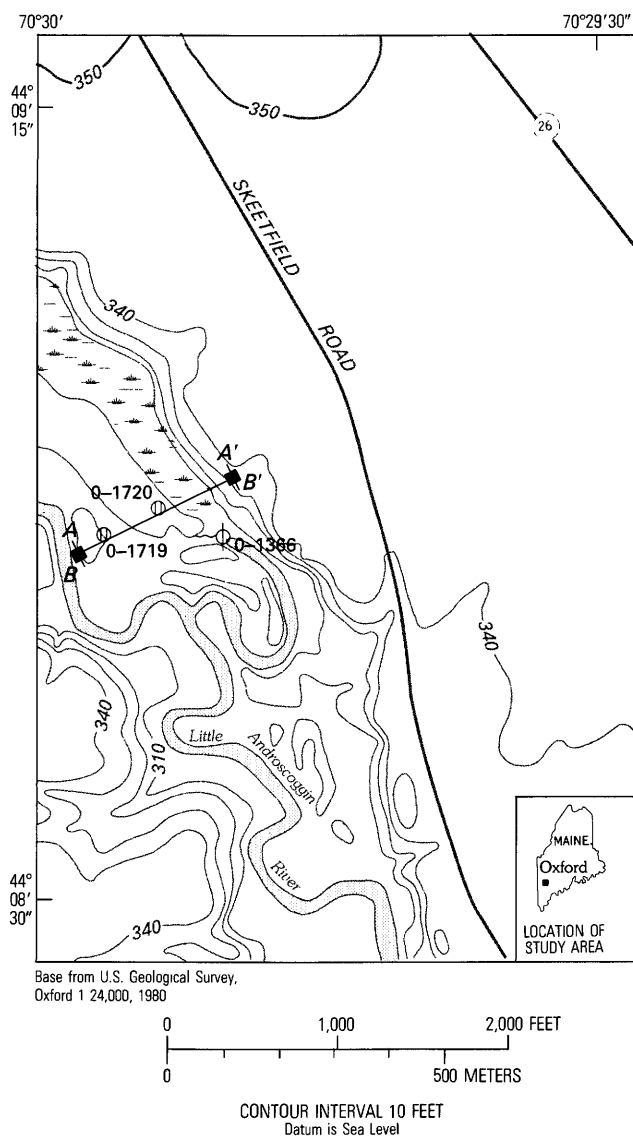 70°30'
70°29'30"
44°
09'
15"
350
350
26
SKEETFIELD
ROAD
340
A'
B'
0–1720
A
0–1719
B
0–1366
340
340
310
Little
Androscoggin
River
MAINE
Oxford
LOCATION OF
STUDY AREA
44°
08'
30"
340
Base from U.S. Geological Survey,
Oxford 1 24,000, 1980
0 1,000 2,000 FEET
0 500 METERS
CONTOUR INTERVAL 10 FEET
Datum is Sea Level